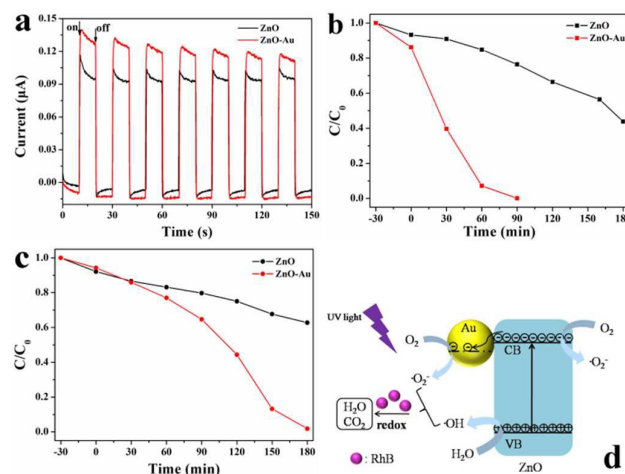 a
on
off
ZnO
ZnO-Au
Current (μA)
0.15
0.12
0.09
0.06
0.03
0.00
0 30 60 90 120 150
Time (s)
b
ZnO
ZnO-Au
C/C0
1.0
0.8
0.6
0.4
0.2
0.0
-30 0 30 60 90 120 150 180
Time (min)
c
ZnO
ZnO-Au
C/C0
1.0
0.8
0.6
0.4
0.2
0.0
-30 0 30 60 90 120 150 180
Time (min)
UV light
Au
O2
CB
O2
·O2-
·O2-
·OH
H2O
CO2
redox
H2O
VB
: RhB
ZnO
d